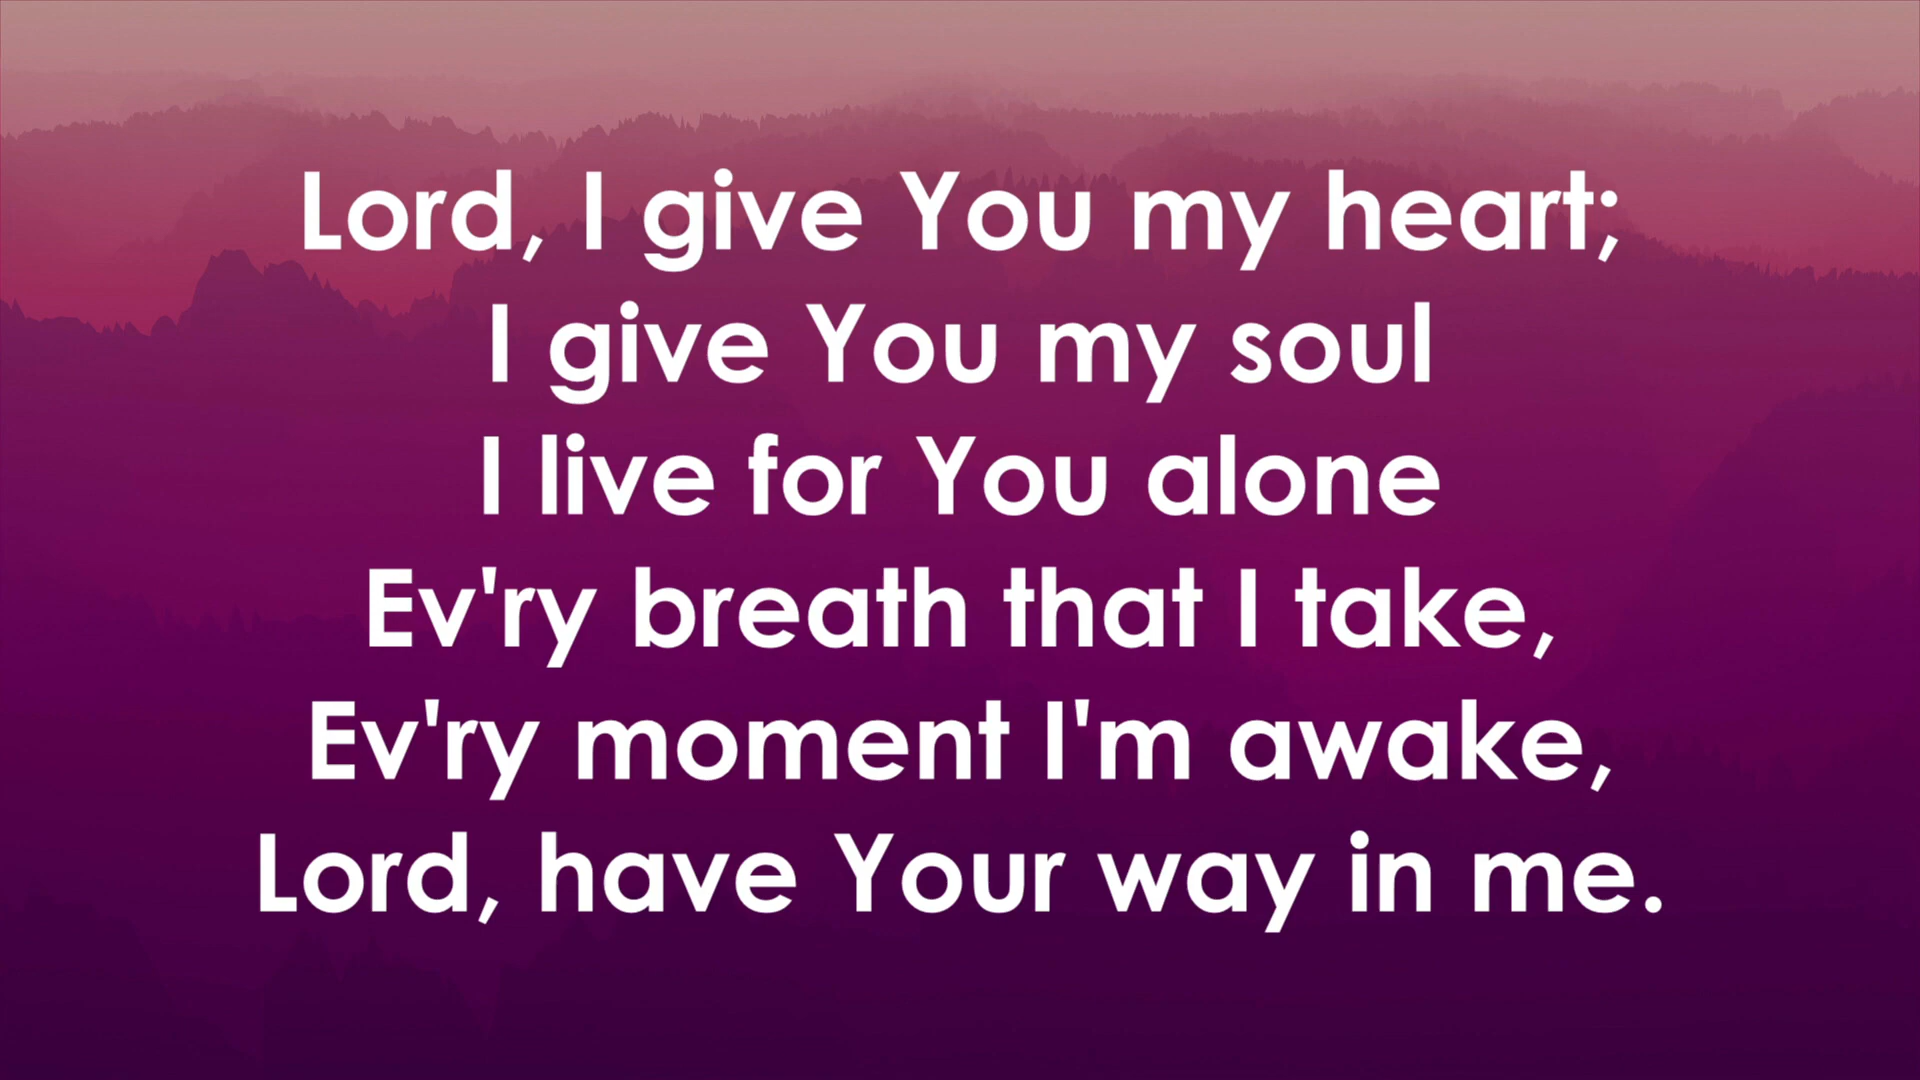 Lord, I give You my heart;
I give You my soul
I live for You alone
Ev'ry breath that I take,
Ev'ry moment I'm awake,
Lord, have Your way in me.